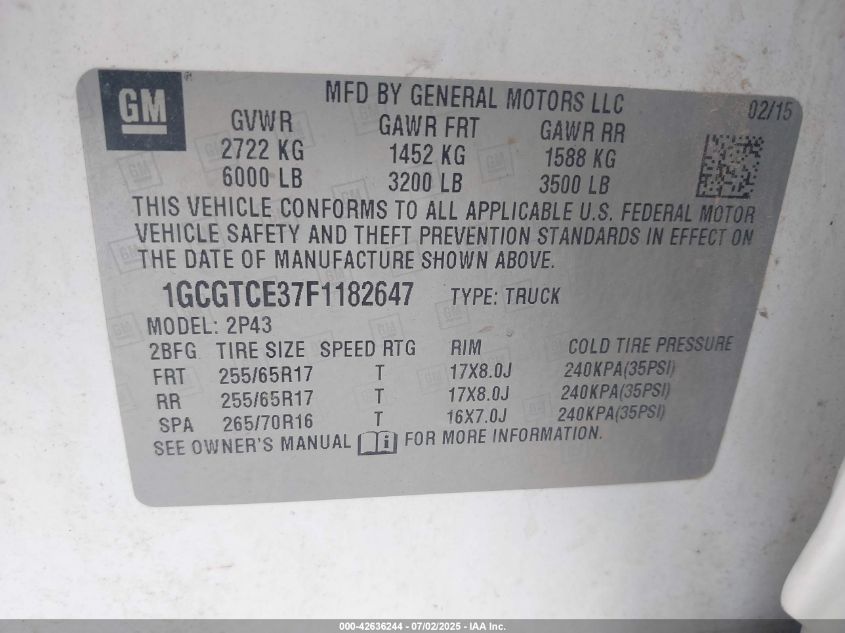 GM
MFD BY GENERAL MOTORS LLC 02/15
GVWR GAWR FRT GAWR RR
2722 KG 1452 KG 1588 KG
6000 LB 3200 LB 3500 LB
THIS VEHICLE CONFORMS TO ALL APPLICABLE U.S. FEDERAL MOTOR
VEHICLE SAFETY AND THEFT PREVENTION STANDARDS IN EFFECT ON
THE DATE OF MANUFACTURE SHOWN ABOVE.
1GCGTCE37F1182647 TYPE: TRUCK
MODEL: 2P43
2BFG TIRE SIZE SPEED RTG RIM COLD TIRE PRESSURE
FRT 255/65R17 T 17X8.0J 240KPA(35PSI)
RR 255/65R17 T 17X8.0J 240KPA(35PSI)
SPA 265/70R16 T 16X7.0J 240KPA(35PSI)
SEE OWNER'S MANUAL i FOR MORE INFORMATION.
000-42636244 - 07/02/2025 - IAA Inc.